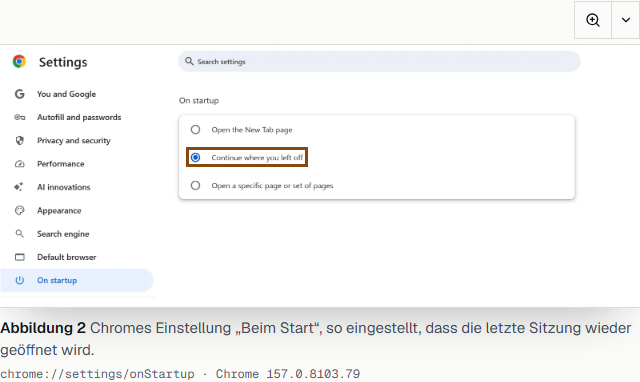 Settings
Search settings
You and Google
Autofill and passwords
Privacy and security
Performance
AI innovations
Appearance
Search engine
Default browser
On startup
On startup
Open the New Tab page
Continue where you left off
Open a specific page or set of pages
Abbildung 2 Chromes Einstellung „Beim Start“, so eingestellt, dass die letzte Sitzung wieder
geöffnet wird.
chrome://settings/onStartup · Chrome 157.0.8103.79